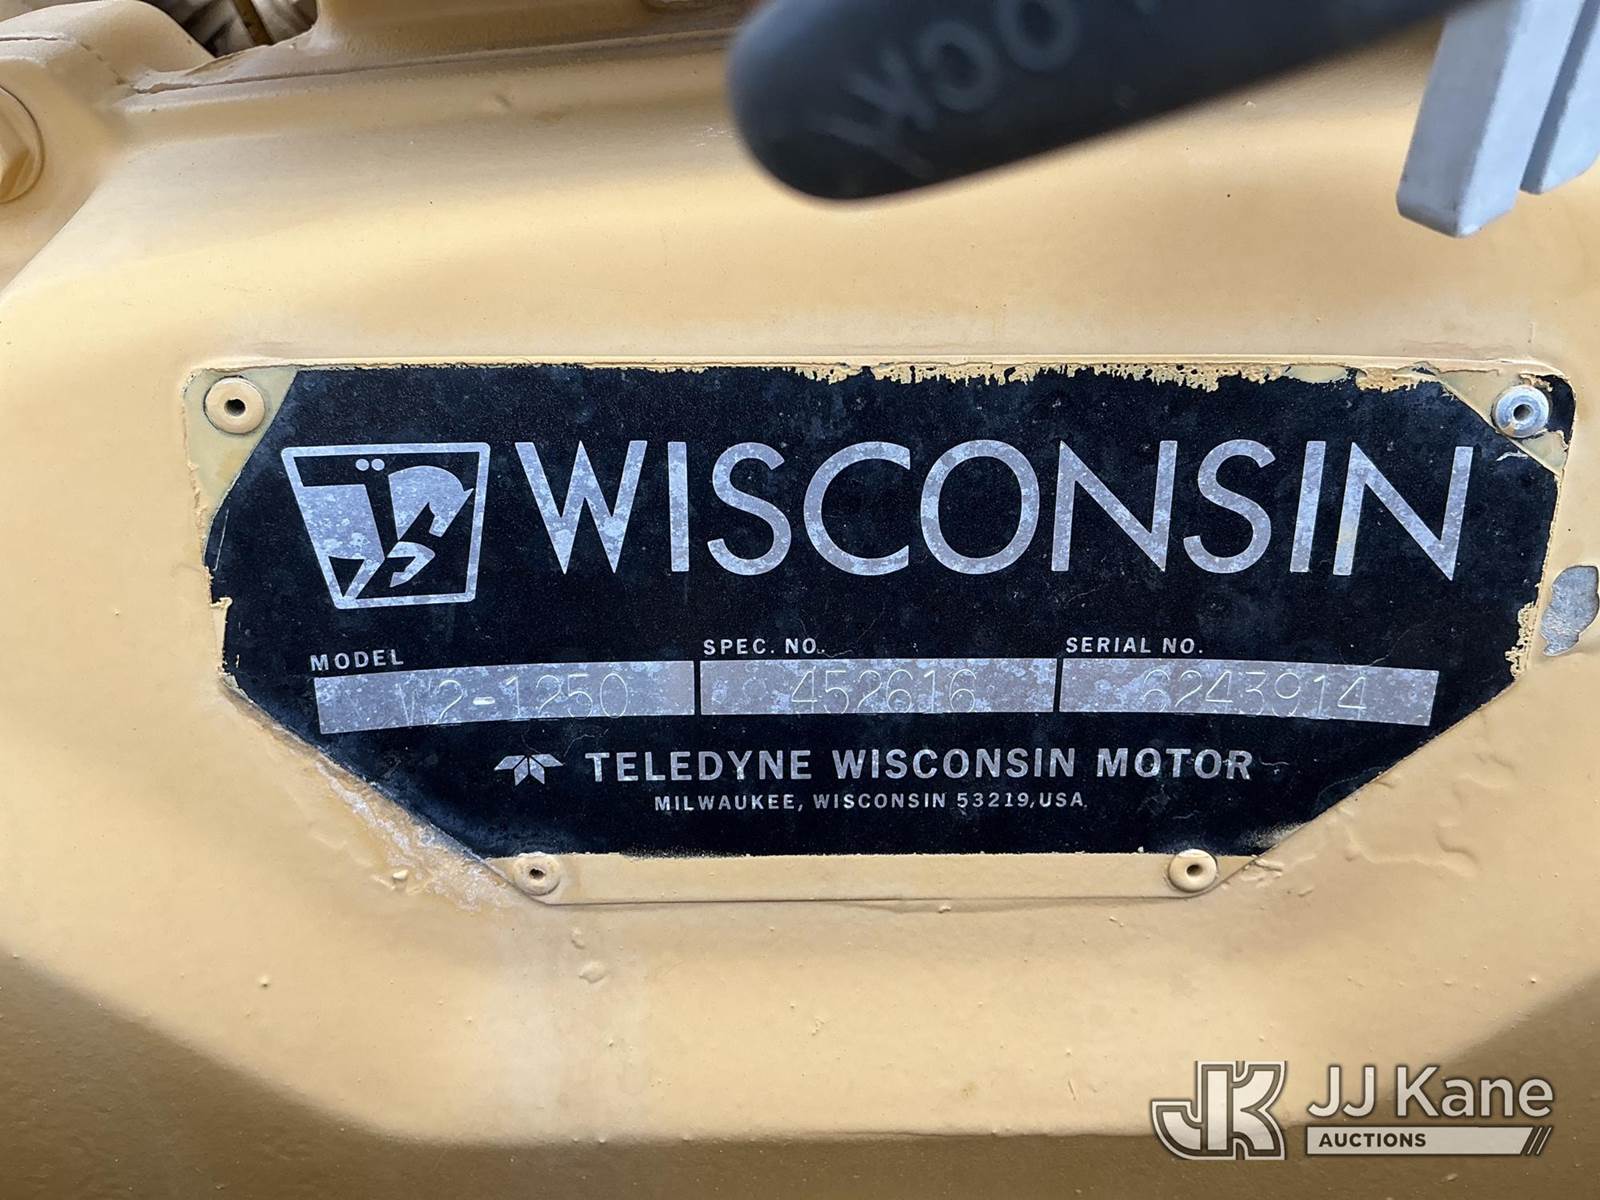 WISCONSIN
MODEL SPEC. NO. SERIAL NO.
W2-1250 452616 6243914
TELEDYNE WISCONSIN MOTOR
MILWAUKEE, WISCONSIN 53219, USA
JJ Kane
AUCTIONS